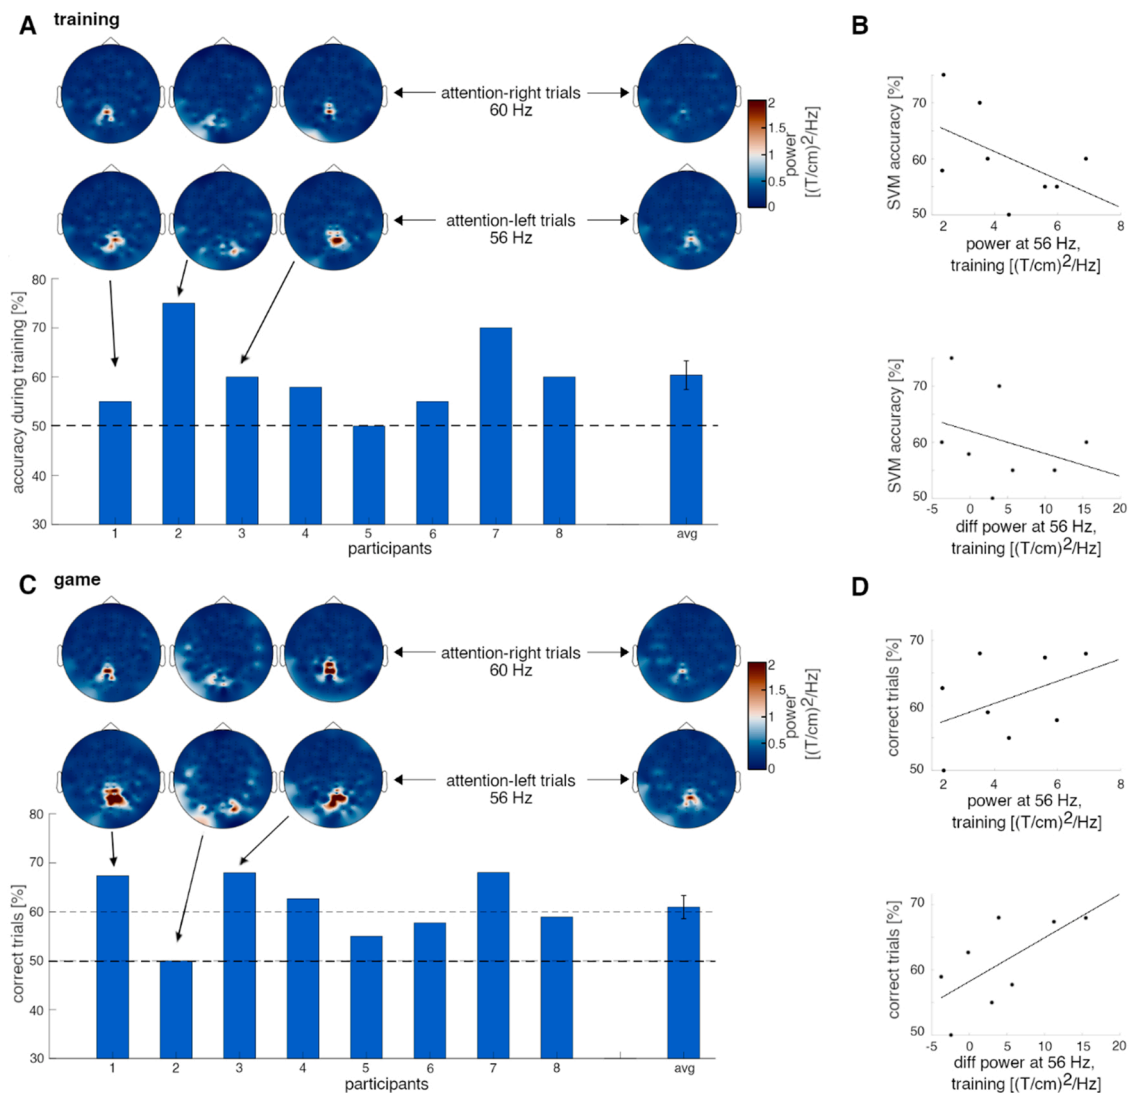 A training
attention-right trials
60 Hz
attention-left trials
56 Hz
2
1.5
1
0.5
0
power
[(T/cm)2/Hz]
accuracy during training [%]
80
70
60
50
40
30
1 2 3 4 5 6 7 8 avg
participants
B
SVM accuracy [%]
70
60
50
2 4 6 8
power at 56 Hz,
training [(T/cm)2/Hz]
SVM accuracy [%]
70
60
50
-5 0 5 10 15 20
diff power at 56 Hz,
training [(T/cm)2/Hz]
C game
attention-right trials
60 Hz
attention-left trials
56 Hz
2
1.5
1
0.5
0
power
[(T/cm)2/Hz]
correct trials [%]
80
70
60
50
40
30
1 2 3 4 5 6 7 8 avg
participants
D
correct trials [%]
70
60
50
2 4 6 8
power at 56 Hz,
training [(T/cm)2/Hz]
correct trials [%]
70
60
50
-5 0 5 10 15 20
diff power at 56 Hz,
training [(T/cm)2/Hz]